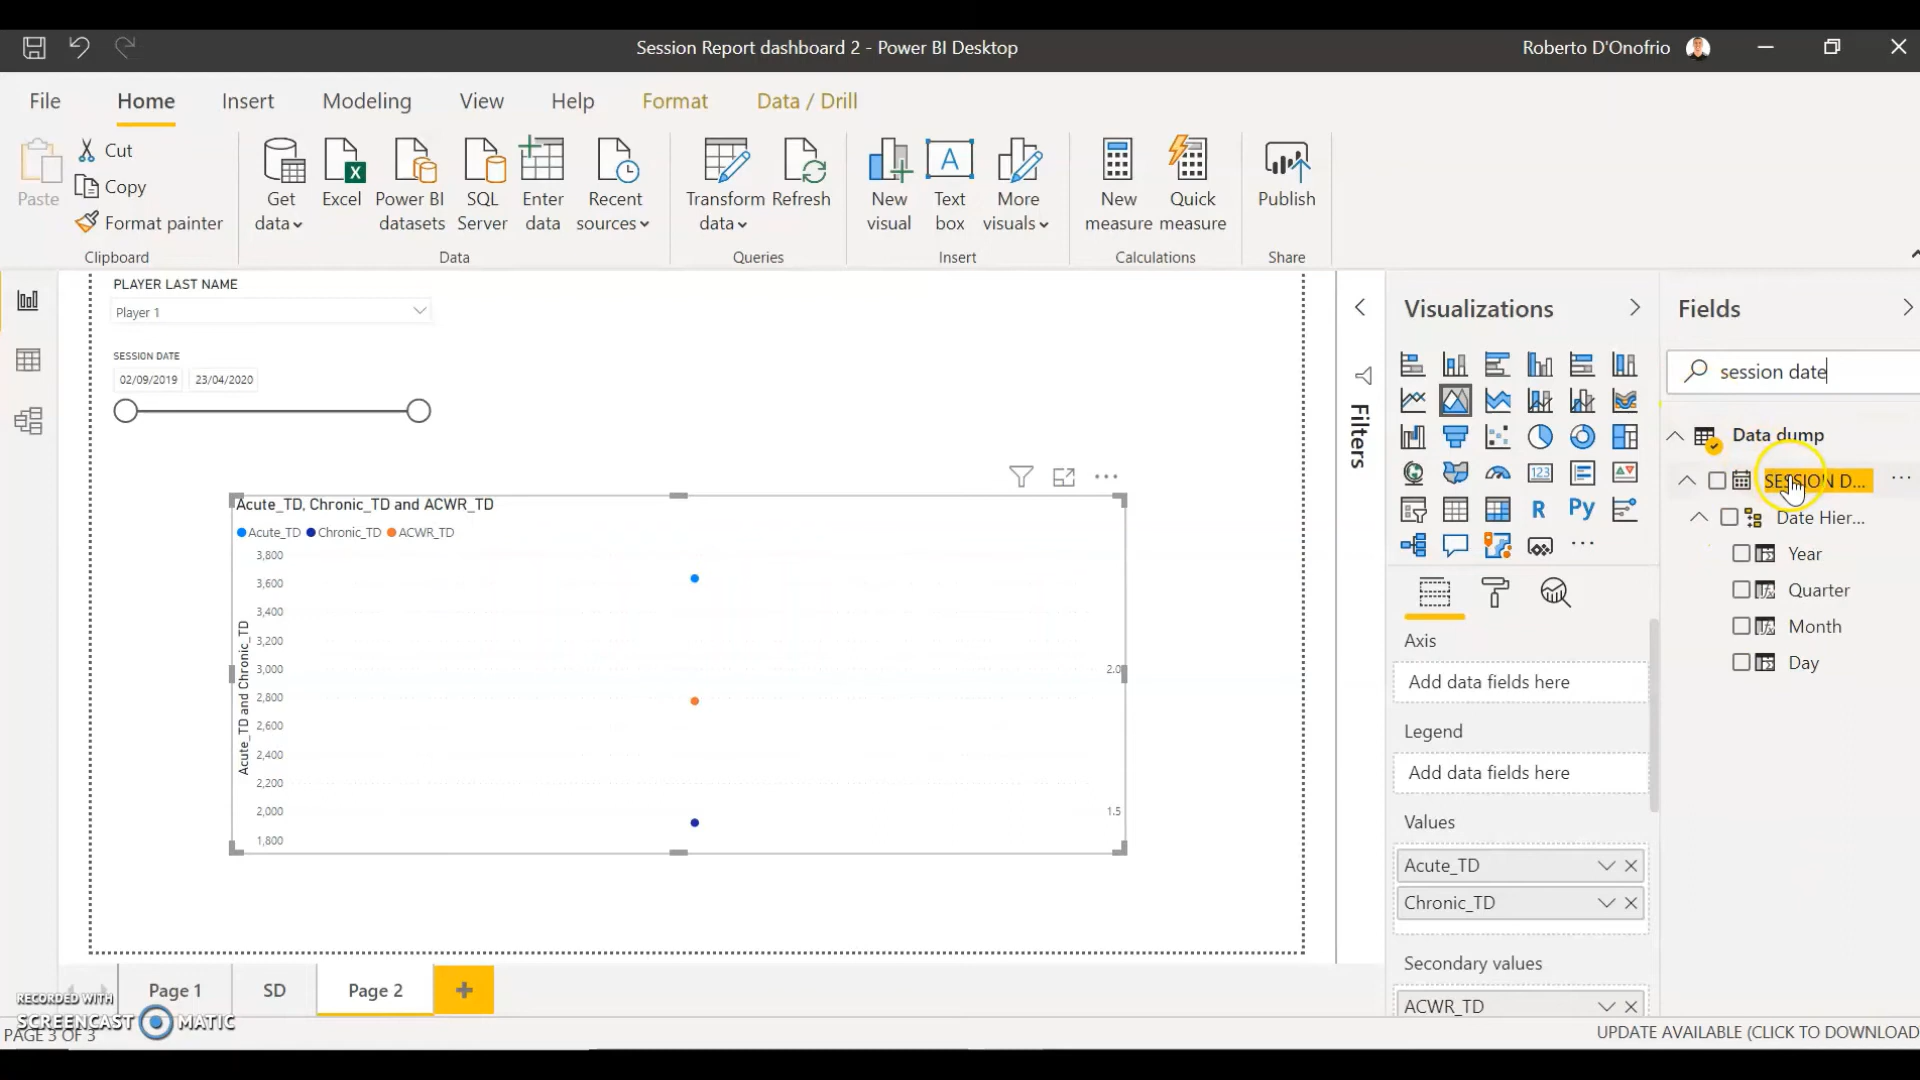 Session Report dashboard 2 - Power BI Desktop
Roberto D'Onofrio
File
Home
Insert
Modeling
View
Help
Format
Data / Drill
Paste
Cut
Copy
Format painter
Clipboard
Get data
Excel
Power BI datasets
SQL Server
Enter data
Recent sources
Data
Transform data
Refresh
Queries
New visual
Text box
More visuals
Insert
New measure
Quick measure
Calculations
Publish
Share
PLAYER LAST NAME
Player 1
SESSION DATE
02/09/2019
23/04/2020
Acute_TD, Chronic_TD and ACWR_TD
Acute_TD
Chronic_TD
ACWR_TD
Acute_TD and Chronic_TD
3,800
3,600
3,400
3,200
3,000
2,800
2,600
2,400
2,200
2,000
1,800
2.0
1.5
Filters
Visualizations
R
Py
123
Axis
Add data fields here
Legend
Add data fields here
Values
Acute_TD
Chronic_TD
Secondary values
ACWR_TD
Fields
session date
Data dump
SESSION D...
Date Hier...
Year
Quarter
Month
Day
Page 1
SD
Page 2
RECORDED WITH
SCREENCAST MATIC
PAGE 3 OF 3
UPDATE AVAILABLE (CLICK TO DOWNLOAD